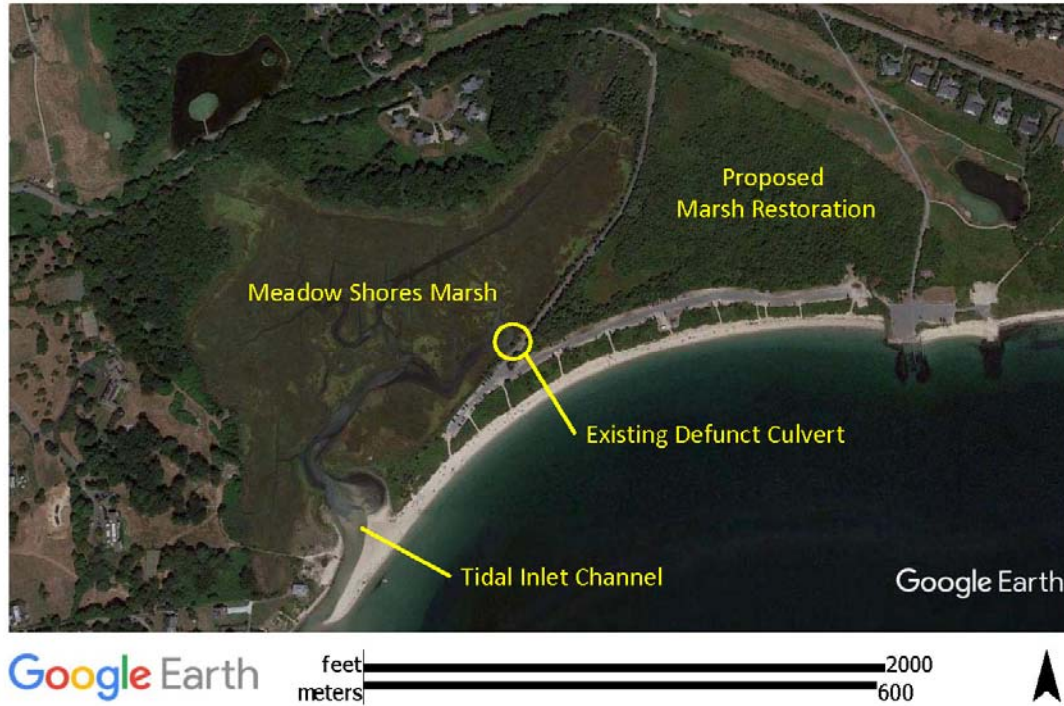 Proposed
Marsh Restoration
Meadow Shores Marsh
Existing Defunct Culvert
Tidal Inlet Channel
Google Earth
Google Earth
feet 2000
meters 600